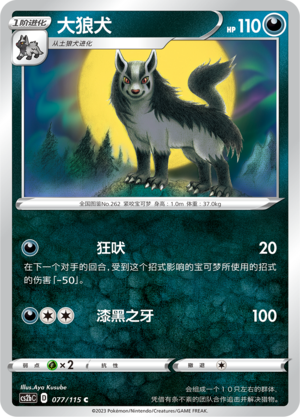 1阶进化
大狼犬
HP 110
从土狼犬进化
全国图鉴No.262 紧咬宝可梦 身高：1.0m 体重：37.0kg
狂吠 20
在下一个对手的回合，受到这个招式影响的宝可梦所使用的招式
的伤害「-50」。
漆黑之牙 100
弱点 ×2 抗性 撤退
Illus.Aya Kusube
CS2bC D 077/115 C
会组成一个10只左右的群体，
凭借有条不紊的团队合作追击并解决猎物。
©2023 Pokémon/Nintendo/Creatures/GAME FREAK.